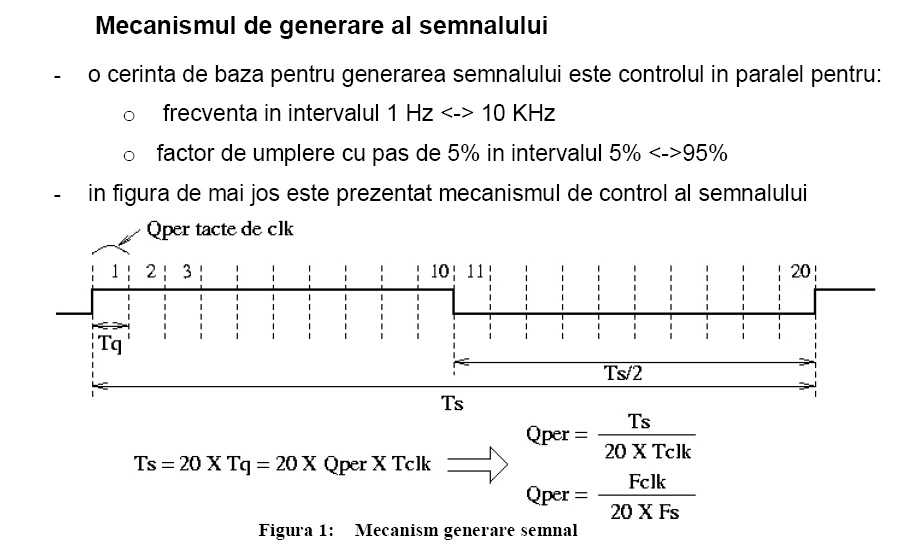 Mecanismul de generare al semnalului
- o cerinta de baza pentru generarea semnalului este controlul in paralel pentru:
o frecventa in intervalul 1 Hz <-> 10 KHz
o factor de umplere cu pas de 5% in intervalul 5% <->95%
- in figura de mai jos este prezentat mecanismul de control al semnalului
Qper tacte de clk
1 2 3 10 11 20
Tq
Ts/2
Ts
Ts = 20 X Tq = 20 X Qper X Tclk
Qper = Ts
20 X Tclk
Qper = Fclk
20 X Fs
Figura 1: Mecanism generare semnal